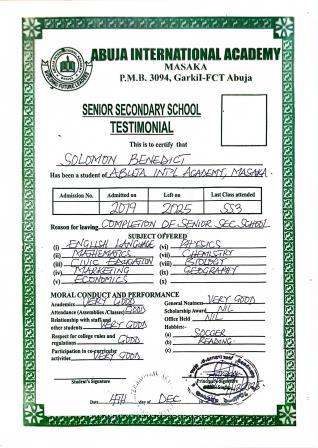 ABUJA INTERNATIONAL ACADEMY
MASAKA
P.M.B. 3094, Garkil-FCT Abuja
BUILDING FUTURE LEADERS
SENIOR SECONDARY SCHOOL
TESTIMONIAL
This is to certify that
SOLOMON BENEDICT
Has been a student of ABUJA INT'L ACADEMY, MASAKA.
Admission No. Admitted on Left on Last Class attended
2019 2025 SS3
Reason for leaving COMPLETION OF SENIOR SEC. SCHOOL
SUBJECT OFFERED
(i) ENGLISH LANGUAGE (vi) PHYSICS
(ii) MATHEMATICS (vii) CHEMISTRY
(iii) CIVIC EDUCATION (viii) BIOLOGY
(iv) MARKETING (ix) GEOGRAPHY
(v) ECONOMICS (x)
MORAL CONDUCT AND PERFORMANCE
Academic: VERY GOOD General Neatness: VERY GOOD
Attendance (Assemblies /Classes) GOOD Scholarship Award NIL
Relationship with staff and Office Held NIL
other students VERY GOOD Habbies:-
Respect for college rules and (a) SOCCER
regulations GOOD (b) READING
Participation in co-curricular (c)
activities VERY GOOD
Student's Signature Principal's
Date 4TH day of DEC